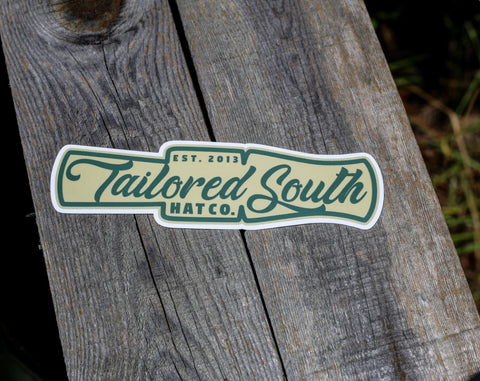 EST. 2013
Tailored South
HAT CO.